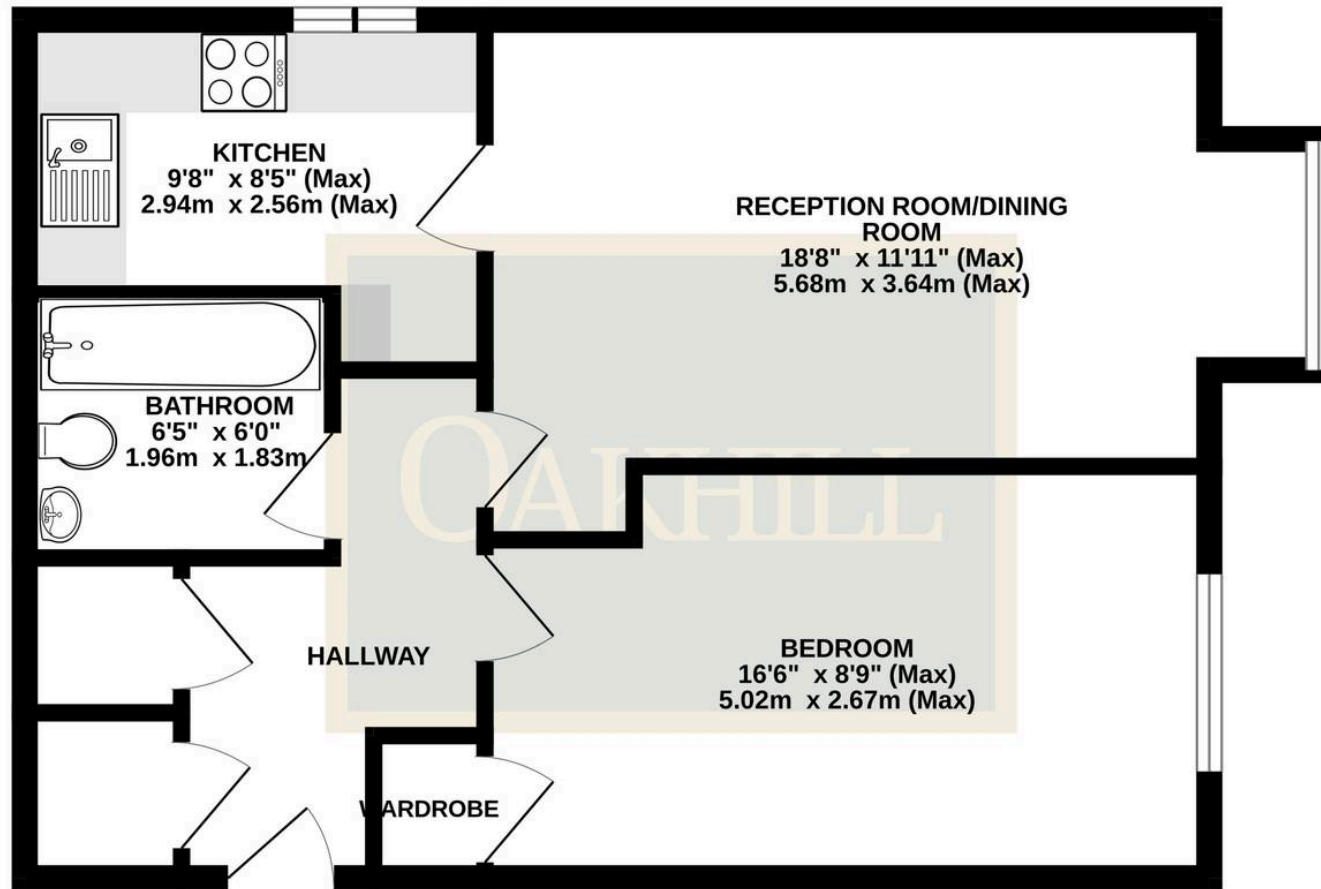 KITCHEN
9'8" x 8'5" (Max)
2.94m x 2.56m (Max)
RECEPTION ROOM/DINING
ROOM
18'8" x 11'11" (Max)
5.68m x 3.64m (Max)
BATHROOM
6'5" x 6'0"
1.96m x 1.83m
OAKHILL
HALLWAY
BEDROOM
16'6" x 8'9" (Max)
5.02m x 2.67m (Max)
WARDROBE